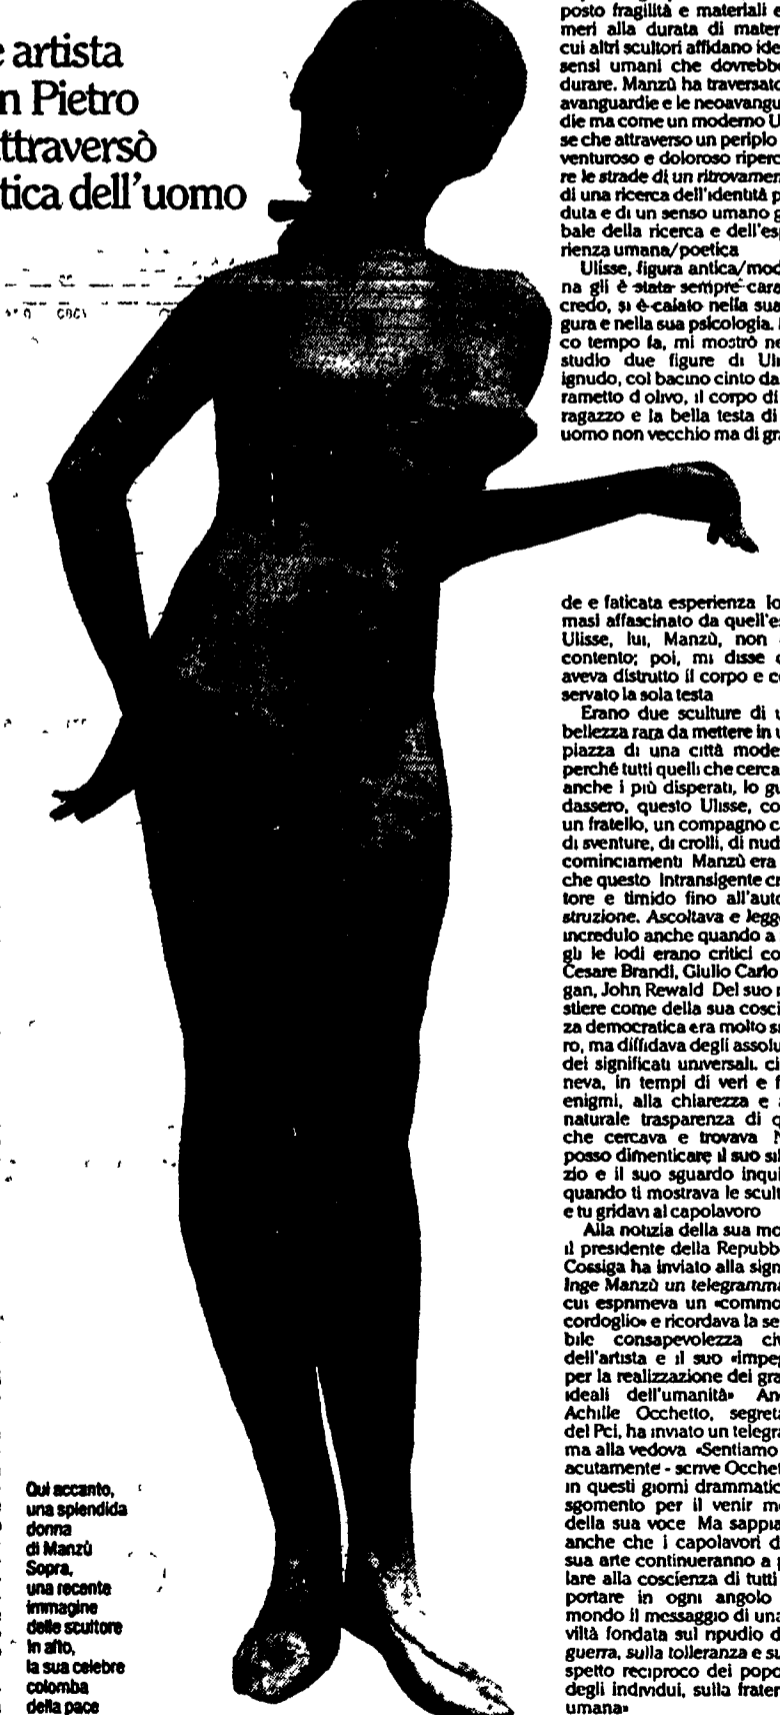 e artista
n Pietro
ttraversò
tica dell'uomo
posto fragilità e materiali e
meri alla durata di mater
cui altri scultori affidano ide
sensi umani che dovrebbe
durare. Manzù ha traversato
avanguardie e le neoavangu
die ma come un moderno U
se che attraverso un periplo
venturoso e doloroso riperc
re le strade di un ritrovamen
di una ricerca dell'identità p
duta e di un senso umano g
bale della ricerca e dell'es
rienza umana/poetica
Ulisse, figura antica/mod
na gli è stata sempre cara
credo, si è calato nella sua
gura e nella sua psicologia.
co tempo fa, mi mostrò ne
studio due figure di Uli
ignudo, col bacino cinto da
rametto d olivo, il corpo di
ragazzo e la bella testa di
uomo non vecchio ma di gr
de e faticata esperienza Io
masi affascinato da quell'e
Ulisse, lui, Manzù, non
contento; poi, mi disse
aveva distrutto il corpo e c
servato la sola testa
Erano due sculture di u
bellezza rara da mettere in u
piazza di una città mode
perché tutti quelli che cerca
anche i più disperati, lo gu
dassero, questo Ulisse, co
un fratello, un compagno c
di sventure, di crolli, di nud
cominciamenti Manzù era
che questo Intransigente cr
tore e timido fino all'auto
struzione. Ascoltava e legg
incredulo anche quando a
gli le lodi erano critici co
Cesare Brandi, Giulio Carlo
gan, John Rewald Del suo
stiere come della sua cosci
za democratica era molto s
ro, ma diffidava degli assolu
dei significati universali. ci
neva, in tempi di veri e f
enigmi, alla chiarezza e
naturale trasparenza di q
che cercava e trovava N
posso dimenticare il suo sil
zio e il suo sguardo inqui
quando ti mostrava le scult
e tu gridavi al capolavoro
Alla notizia della sua mo
il presidente della Repubb
Cossiga ha inviato alla sign
Inge Manzù un telegramma
cui esprimeva un «commo
cordoglio» e ricordava la se
bile consapevolezza civ
dell'artista e il suo «impe
per la realizzazione dei gra
ideali dell'umanità» An
Achille Occhetto, segreta
del Pci, ha inviato un telegra
ma alla vedova «Sentiamo
acutamente - scrive Occhet
in questi giorni drammatic
sgomento per il venir m
della sua voce Ma sappia
anche che i capolavori d
sua arte continueranno a
lare alla coscienza di tutti
portare in ogni angolo
mondo il messaggio di una
viltà fondata sul ripudio d
guerra, sulla tolleranza e su
spetto reciproco dei popo
degli individui, sulla frater
umana»
Qui accanto,
una splendida
donna
di Manzù
Sopra,
una recente
immagine
dello scultore
In alto,
la sua celebre
colomba
della pace